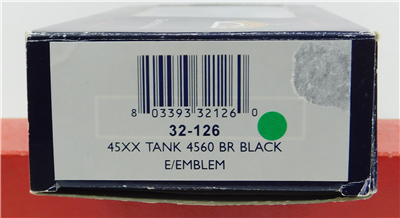 8 03393 32126 0
32-126
45XX TANK 4560 BR BLACK
E/EMBLEM